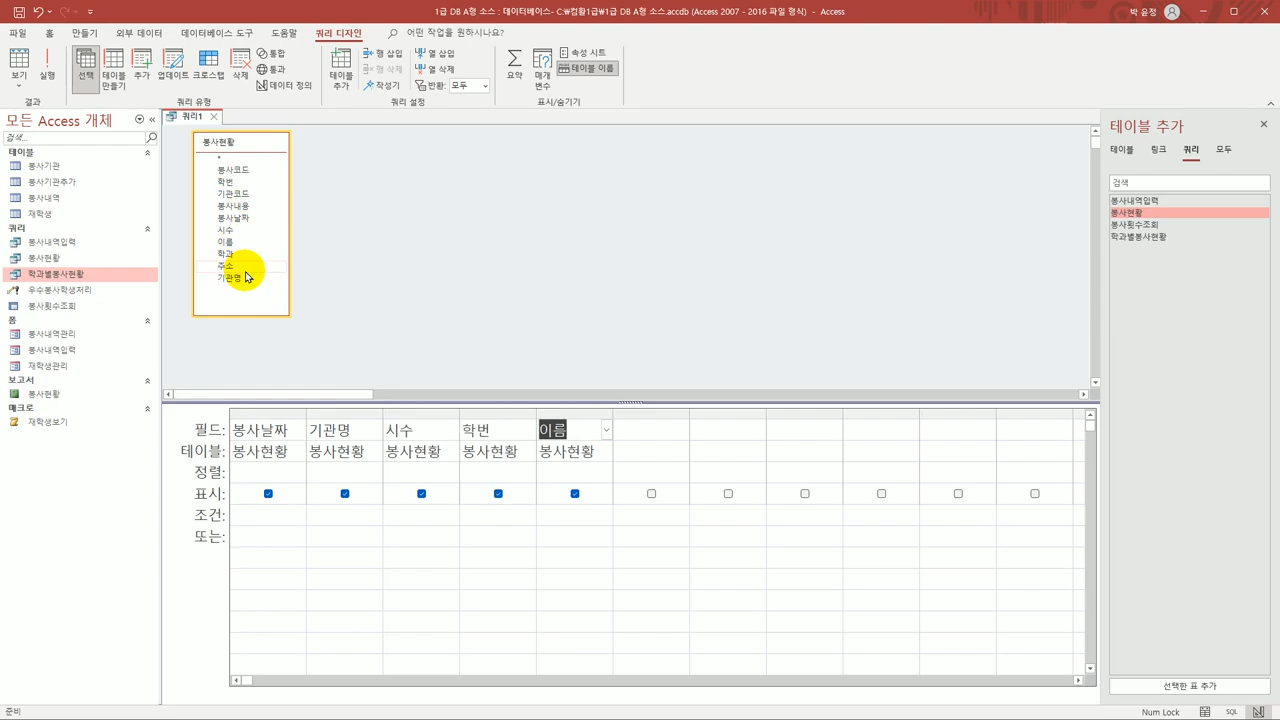 1급 DB A형 소스 : 데이터베이스- C:₩컴활1급₩1급 DB A형 소스.accdb (Access 2007 - 2016 파일 형식) - Access
박 윤정
파일 홈 만들기 외부 데이터 데이터베이스 도구 도움말 쿼리 디자인 어떤 작업을 원하시나요?
보기 실행 선택 테이블 만들기 추가 업데이트 크로스탭 삭제 통합 통과 데이터 정의
테이블 추가 행 삽입 행 삭제 작성기 열 삽입 열 삭제 반환: 모두
요약 매개 변수 속성 시트 테이블 이름
결과 쿼리 유형 쿼리 설정 표시/숨기기
모든 Access 개체
검색...
테이블
봉사기관
봉사기관추가
봉사내역
재학생
쿼리
봉사내역입력
봉사현황
학과별봉사현황
우수봉사학생처리
봉사횟수조회
폼
봉사내역관리
봉사내역입력
재학생관리
보고서
봉사현황
매크로
재학생보기
쿼리1
봉사현황
*
봉사코드
학번
기관코드
봉사내용
봉사날짜
시수
이름
학과
주소
기관명
필드: 봉사날짜 기관명 시수 학번 이름
테이블: 봉사현황 봉사현황 봉사현황 봉사현황 봉사현황
정렬:
표시:
조건:
또는:
테이블 추가
테이블 링크 쿼리 모두
검색
봉사내역입력
봉사현황
봉사횟수조회
학과별봉사현황
선택한 표 추가
준비
Num Lock
SQL